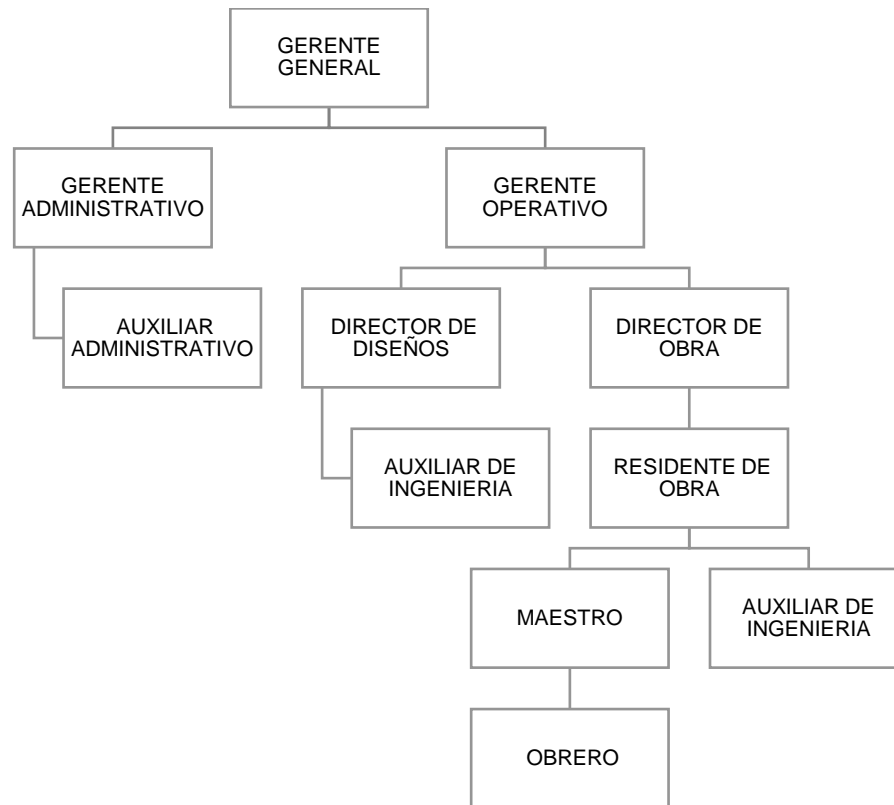 GERENTE
GENERAL
GERENTE
ADMINISTRATIVO
GERENTE
OPERATIVO
AUXILIAR
ADMINISTRATIVO
DIRECTOR DE
DISEÑOS
DIRECTOR DE
OBRA
AUXILIAR DE
INGENIERIA
RESIDENTE DE
OBRA
MAESTRO
AUXILIAR DE
INGENIERIA
OBRERO